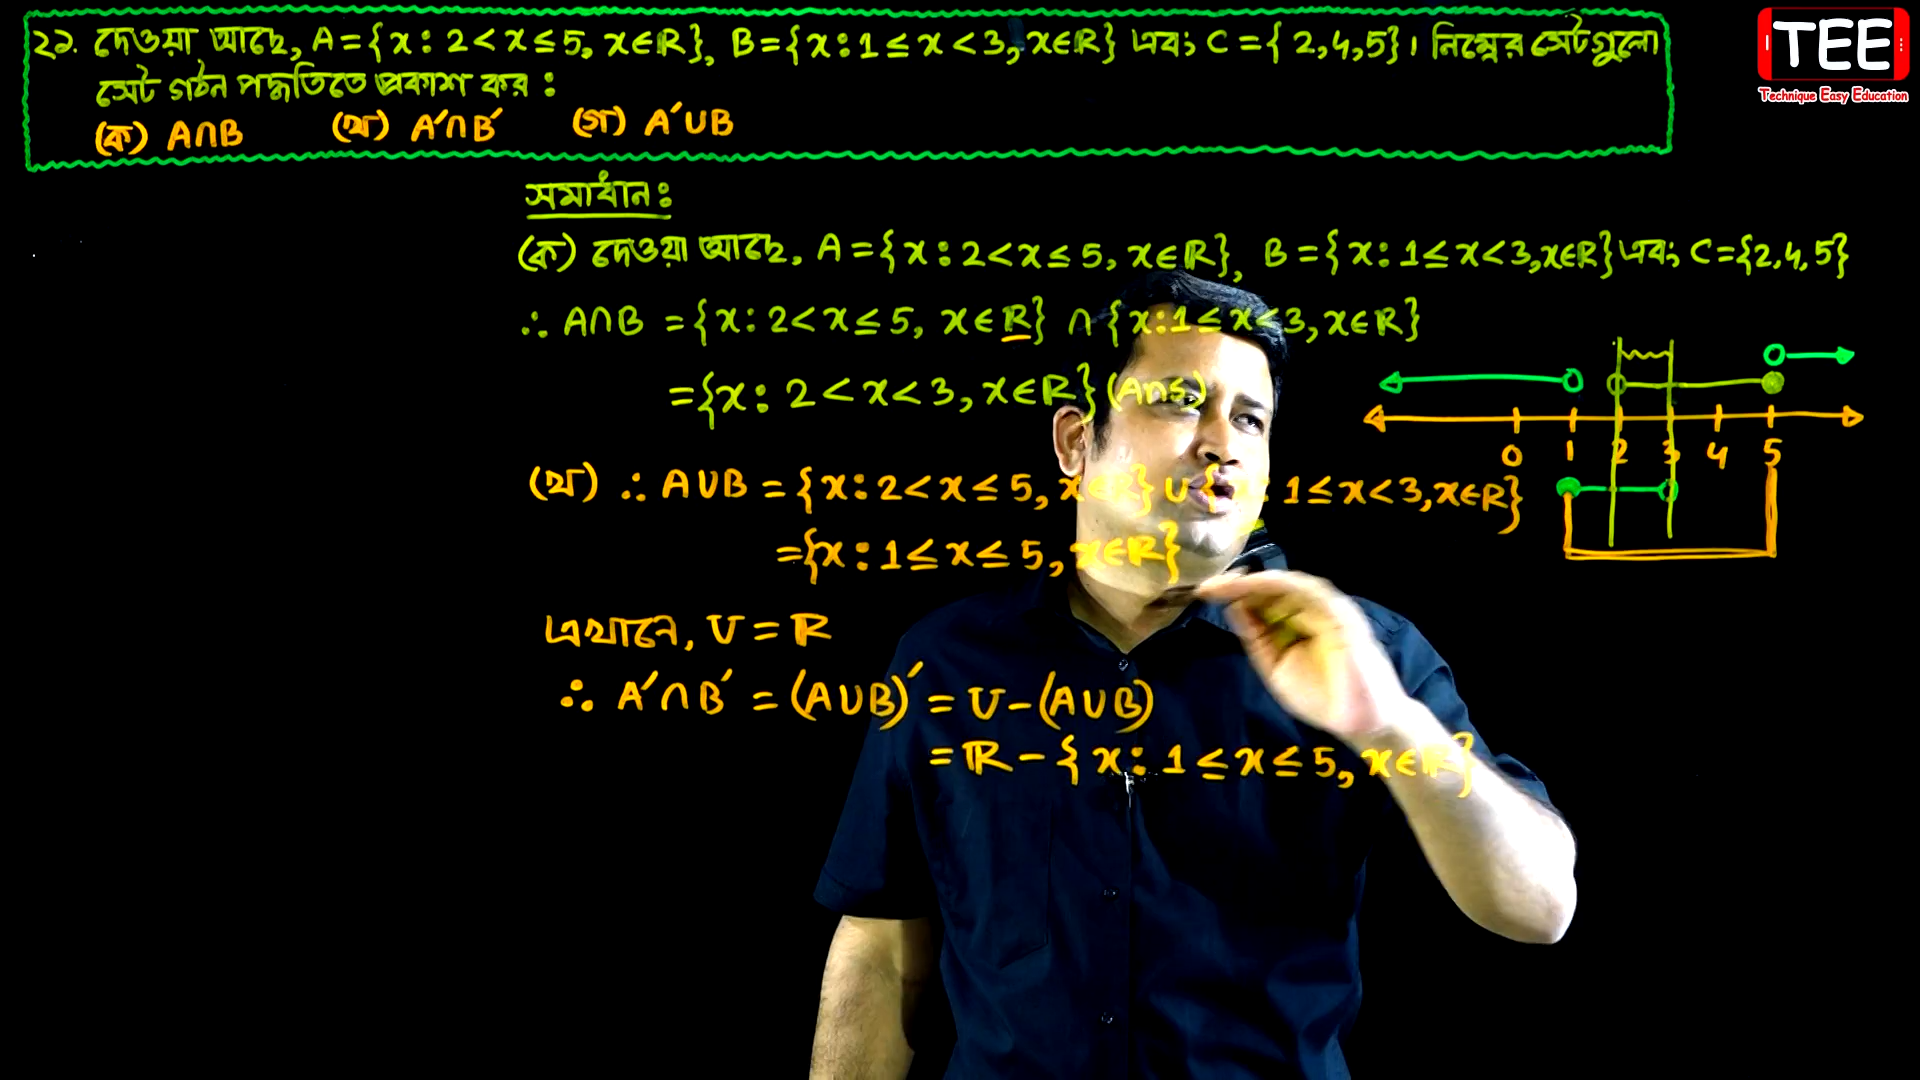 ২১. দেওয়া আছে, A={x: 2<x≤5, x∈ℝ}, B={x:1≤x<3, x∈ℝ} এবং C={2,4,5}। নিম্নের সেটগুলো
সেট গঠন পদ্ধতিতে প্রকাশ কর :
(ক) A∩B (খ) A′∩B′ (গ) A′∪B
TEE
Technique Easy Education
সমাধান :
(ক) দেওয়া আছে, A={x: 2<x≤5, x∈ℝ}, B={x: 1≤x<3, x∈ℝ} এবং C={2,4,5}
∴ A∩B = {x: 2<x≤5, x∈ℝ} ∩ {x:1≤x<3, x∈ℝ}
={x: 2<x<3, x∈ℝ} (Ans)
0 1 2 3 4 5
(খ) ∴ A∪B = {x: 2<x≤5, x∈ℝ} ∪ { : 1≤x<3, x∈ℝ}
={x: 1≤x≤5, x∈ℝ}
এখানে, U = ℝ
∴ A′∩B′ = (A∪B)′ = U-(A∪B)
= ℝ - {x: 1≤x≤5, x∈ℝ}